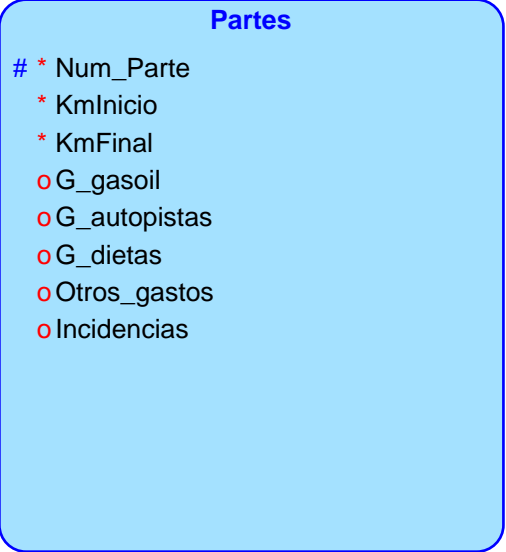 Partes
# * Num_Parte
* KmInicio
* KmFinal
o G_gasoil
o G_autopistas
o G_dietas
o Otros_gastos
o Incidencias